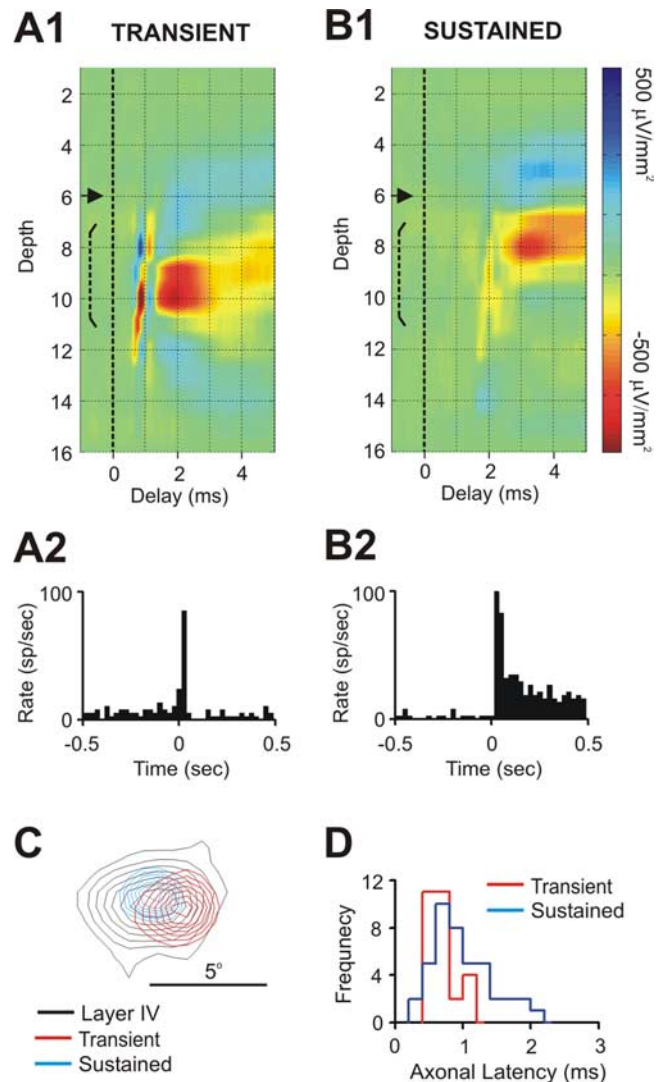 A1 TRANSIENT
B1 SUSTAINED
2
4
6
8
10
12
14
16
Depth
0 2 4
Delay (ms)
2
4
6
8
10
12
14
16
Depth
0 2 4
Delay (ms)
500 µV/mm²
-500 µV/mm²
A2
B2
100
0
Rate (sp/sec)
-0.5 0 0.5
Time (sec)
100
0
Rate (sp/sec)
-0.5 0 0.5
Time (sec)
C
5°
Layer IV
Transient
Sustained
D
12
8
4
0
Frequnecy
Transient
Sustained
0 1 2 3
Axonal Latency (ms)